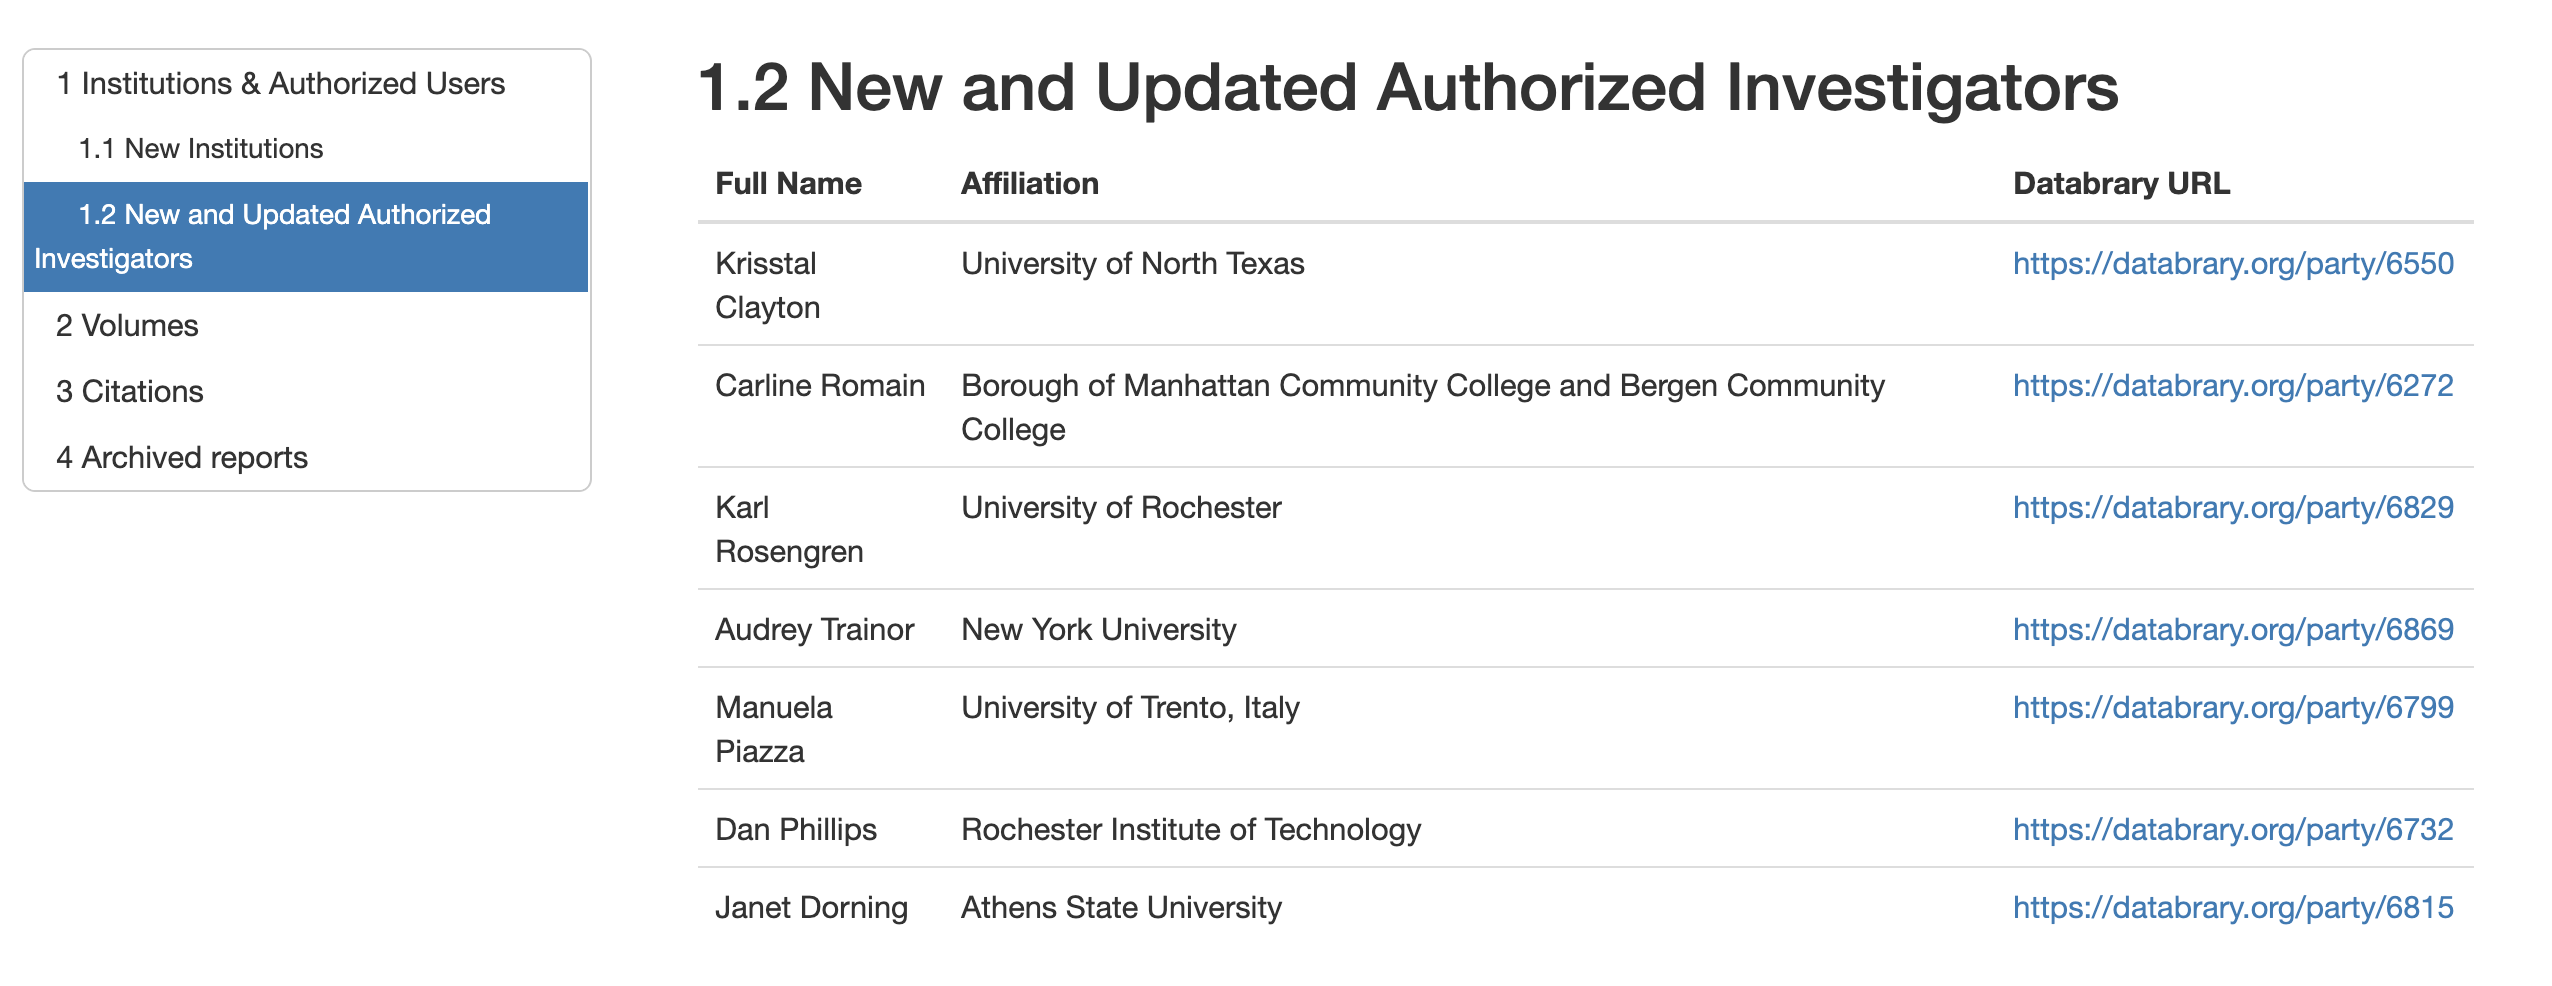 1 Institutions & Authorized Users
1.1 New Institutions
1.2 New and Updated Authorized
Investigators
2 Volumes
3 Citations
4 Archived reports
1.2 New and Updated Authorized Investigators
Full Name Affiliation Databrary URL
Krisstal University of North Texas https://databrary.org/party/6550
Clayton
Carline Romain Borough of Manhattan Community College and Bergen Community https://databrary.org/party/6272
College
Karl University of Rochester https://databrary.org/party/6829
Rosengren
Audrey Trainor New York University https://databrary.org/party/6869
Manuela University of Trento, Italy https://databrary.org/party/6799
Piazza
Dan Phillips Rochester Institute of Technology https://databrary.org/party/6732
Janet Dorning Athens State University https://databrary.org/party/6815